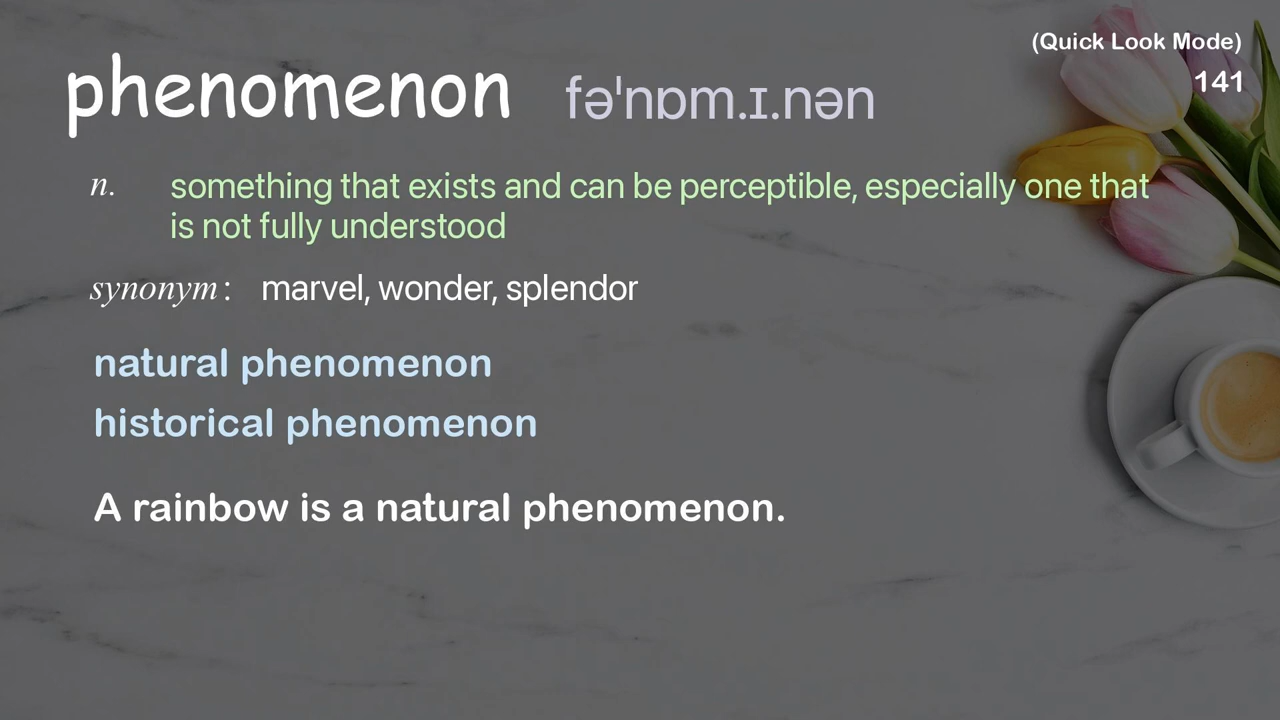 (Quick Look Mode)
phenomenon fəˈnɒm.ɪ.nən
141
n. something that exists and can be perceptible, especially one that
is not fully understood
synonym: marvel, wonder, splendor
natural phenomenon
historical phenomenon
A rainbow is a natural phenomenon.